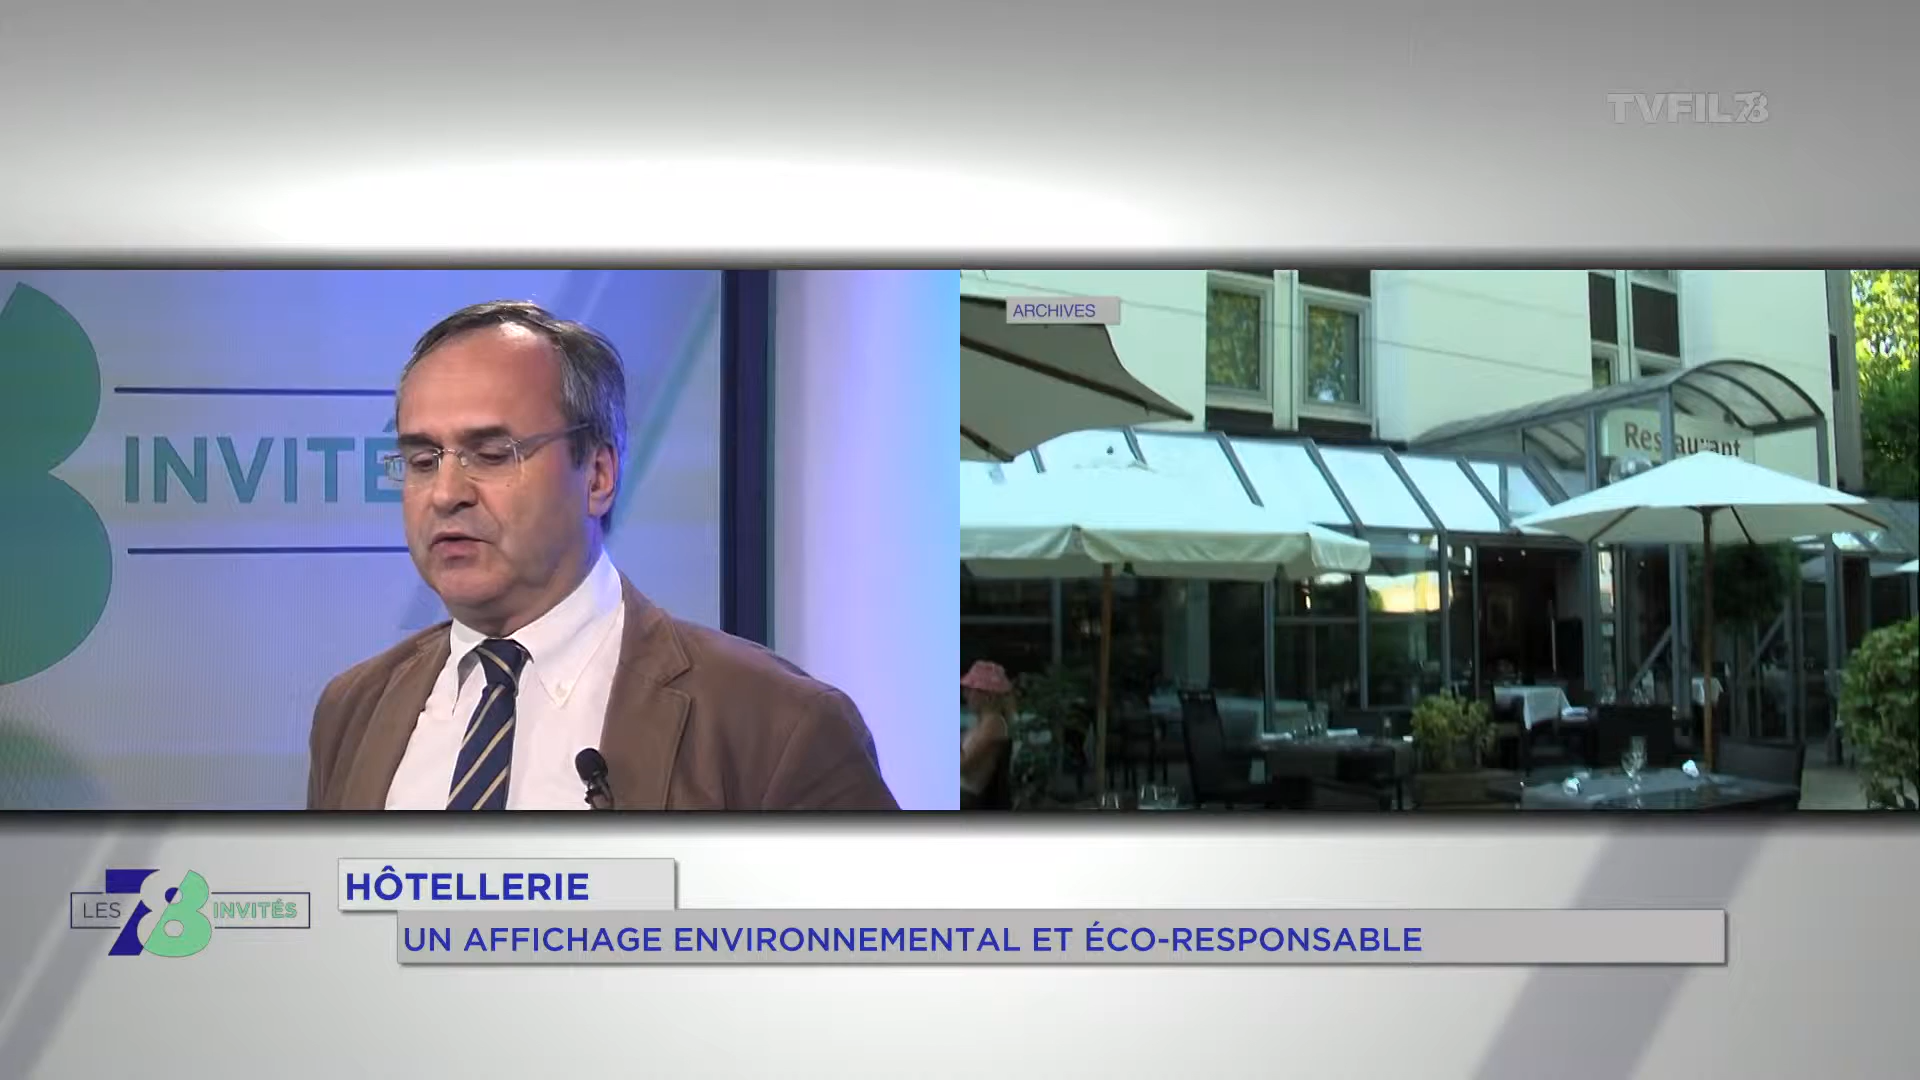 TVFIL78
ARCHIVES
INVITÉ
Restaurant
HÔTELLERIE
LES 78 INVITÉS
UN AFFICHAGE ENVIRONNEMENTAL ET ÉCO-RESPONSABLE